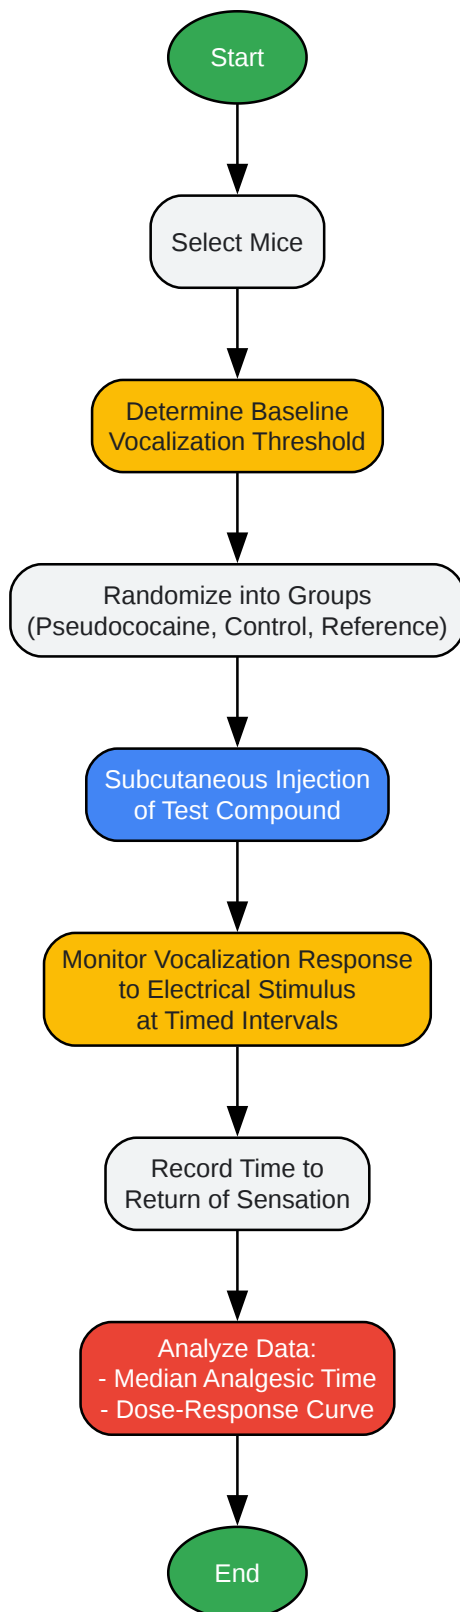 Start
Select Mice
Determine Baseline
Vocalization Threshold
Randomize into Groups
(Pseudococaine, Control, Reference)
Subcutaneous Injection
of Test Compound
Monitor Vocalization Response
to Electrical Stimulus
at Timed Intervals
Record Time to
Return of Sensation
Analyze Data:
- Median Analgesic Time
- Dose-Response Curve
End